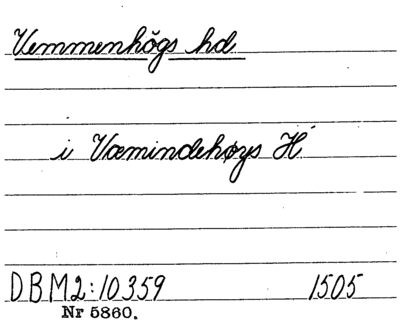 Vemmenhögs hd
i Væmindehøys H
DBM2:10359 1505
Nr 5860.